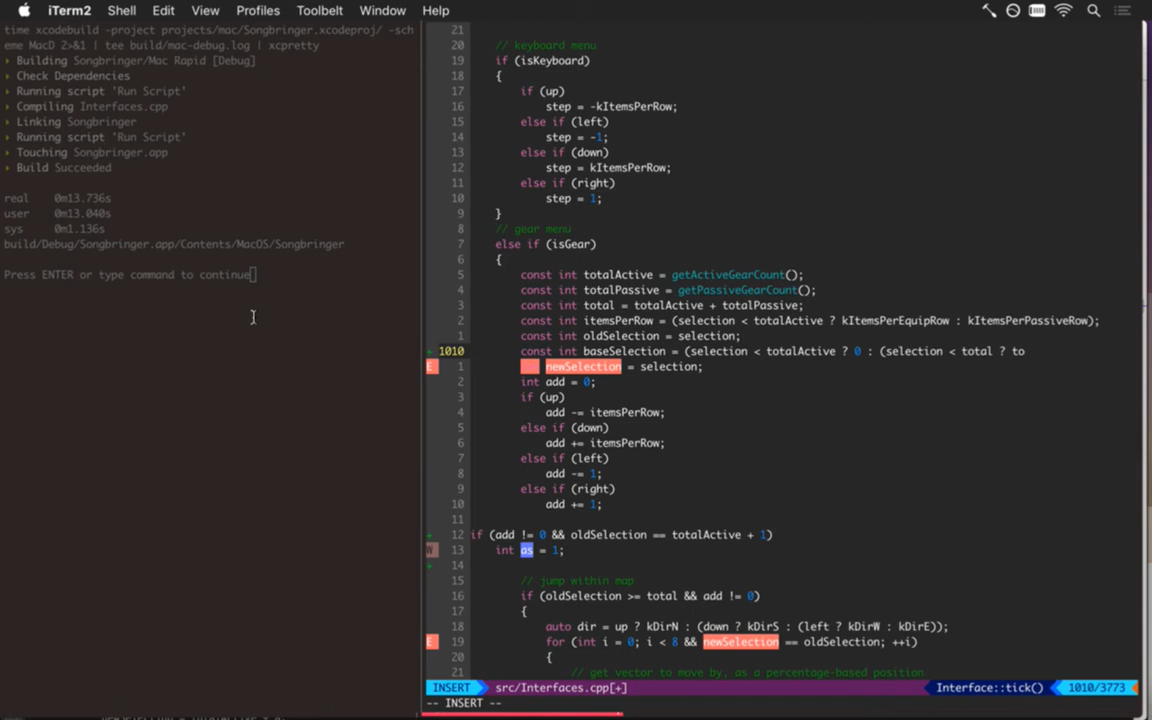 iTerm2 Shell Edit View Profiles Toolbelt Window Help
time xcodebuild -project projects/mac/Songbringer.xcodeproj/ -sch
eme MacD 2>&1 | tee build/mac-debug.log | xcpretty
Building Songbringer/Mac Rapid [Debug]
Check Dependencies
Running script 'Run Script'
Compiling Interfaces.cpp
Linking Songbringer
Running script 'Run Script'
Touching Songbringer.app
Build Succeeded
real 0m13.736s
user 0m13.040s
sys 0m1.136s
build/Debug/Songbringer.app/Contents/MacOS/Songbringer
Press ENTER or type command to continue
21
20 // keyboard menu
19 if (isKeyboard)
18 {
17 if (up)
16 step = -kItemsPerRow;
15 else if (left)
14 step = -1;
13 else if (down)
12 step = kItemsPerRow;
11 else if (right)
10 step = 1;
9 }
8 // gear menu
7 else if (isGear)
6 {
5 const int totalActive = getActiveGearCount();
4 const int totalPassive = getPassiveGearCount();
3 const int total = totalActive + totalPassive;
2 const int itemsPerRow = (selection < totalActive ? kItemsPerEquipRow : kItemsPerPassiveRow);
1 const int oldSelection = selection;
+ 1010 const int baseSelection = (selection < totalActive ? 0 : (selection < total ? to
E 1 newSelection = selection;
2 int add = 0;
3 if (up)
4 add -= itemsPerRow;
5 else if (down)
6 add += itemsPerRow;
7 else if (left)
8 add -= 1;
9 else if (right)
10 add += 1;
11
+ 12 if (add != 0 && oldSelection == totalActive + 1)
W 13 int as = 1;
+ 14
15 // jump within map
16 if (oldSelection >= total && add != 0)
17 {
18 auto dir = up ? kDirN : (down ? kDirS : (left ? kDirW : kDirE));
E 19 for (int i = 0; i < 8 && newSelection == oldSelection; ++i)
20 {
21 // get vector to move by, as a percentage-based position
INSERT src/Interfaces.cpp[+] Interface::tick() 1010/3773
-- INSERT --